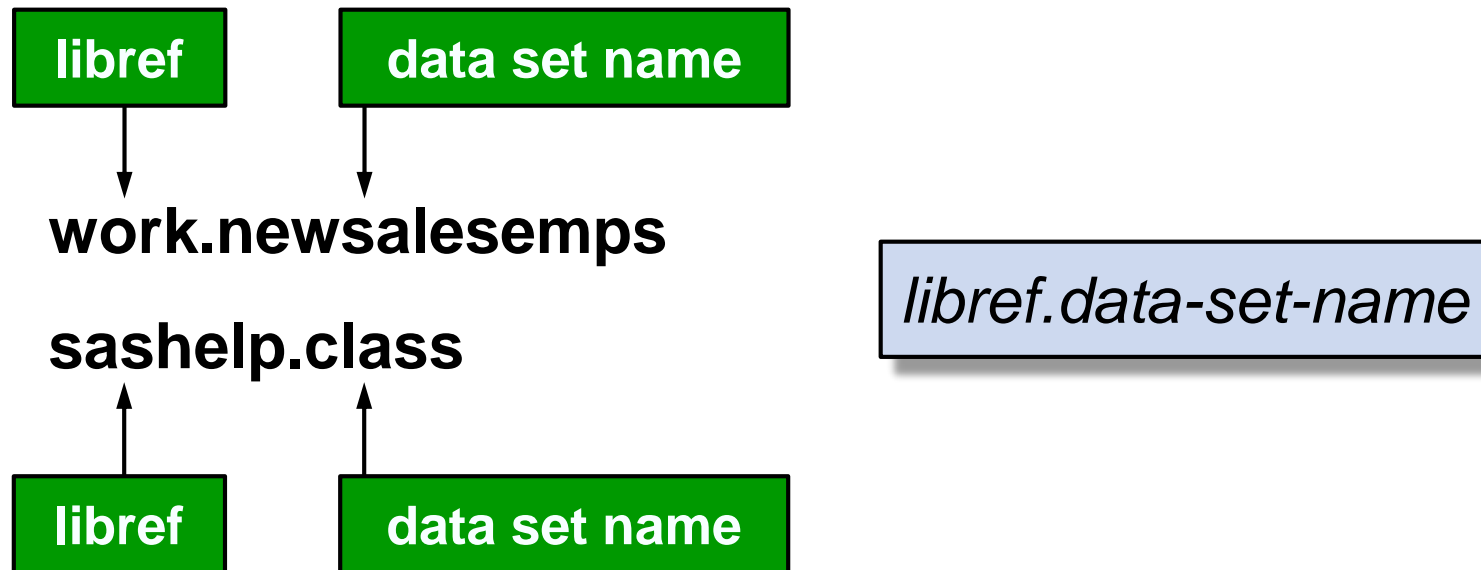 libref data set name
work.newsalesemps
libref.data-set-name
sashelp.class
libref data set name